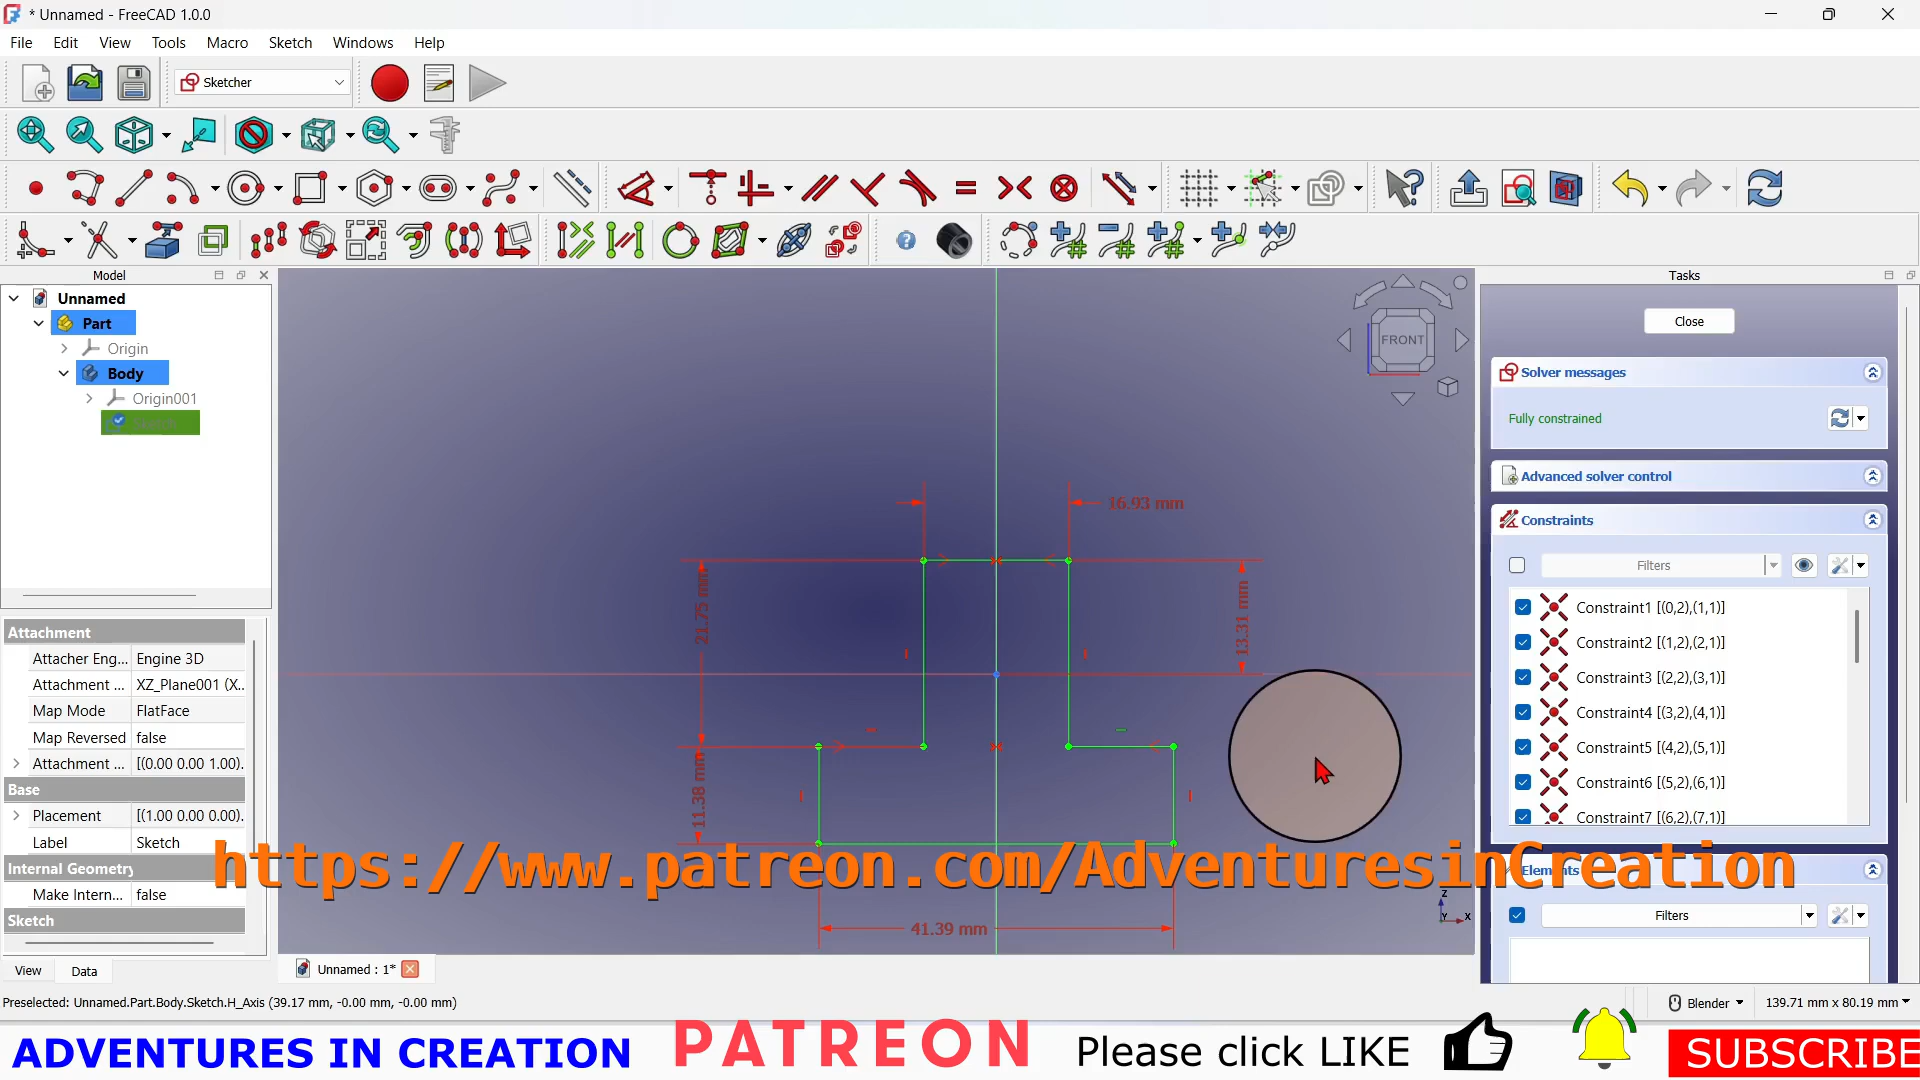 * Unnamed - FreeCAD 1.0.0
File Edit View Tools Macro Sketch Windows Help
Sketcher
Model
Tasks
Unnamed
Part
Origin
Body
Origin001
Sketch
FRONT
Close
Solver messages
Fully constrained
Advanced solver control
Constraints
Filters
Constraint1 [(0,2),(1,1)]
Constraint2 [(1,2),(2,1)]
Constraint3 [(2,2),(3,1)]
Constraint4 [(3,2),(4,1)]
Constraint5 [(4,2),(5,1)]
Constraint6 [(5,2),(6,1)]
Constraint7 [(6,2),(7,1)]
Elements
Filters
16.93 mm
21.75 mm
13.31 mm
11.38 mm
41.39 mm
Z
Y X
Attachment
Attacher Eng... Engine 3D
Attachment ... XZ_Plane001 (X..
Map Mode FlatFace
Map Reversed false
Attachment ... [(0.00 0.00 1.00).
Base
Placement [(1.00 0.00 0.00).
Label Sketch
Internal Geometry
Make Intern... false
Sketch
https://www.patreon.com/AdventuresinCreation
View Data
Unnamed : 1*
Preselected: Unnamed.Part.Body.Sketch.H_Axis (39.17 mm, -0.00 mm, -0.00 mm)
Blender
139.71 mm x 80.19 mm
ADVENTURES IN CREATION PATREON Please click LIKE SUBSCRIBE